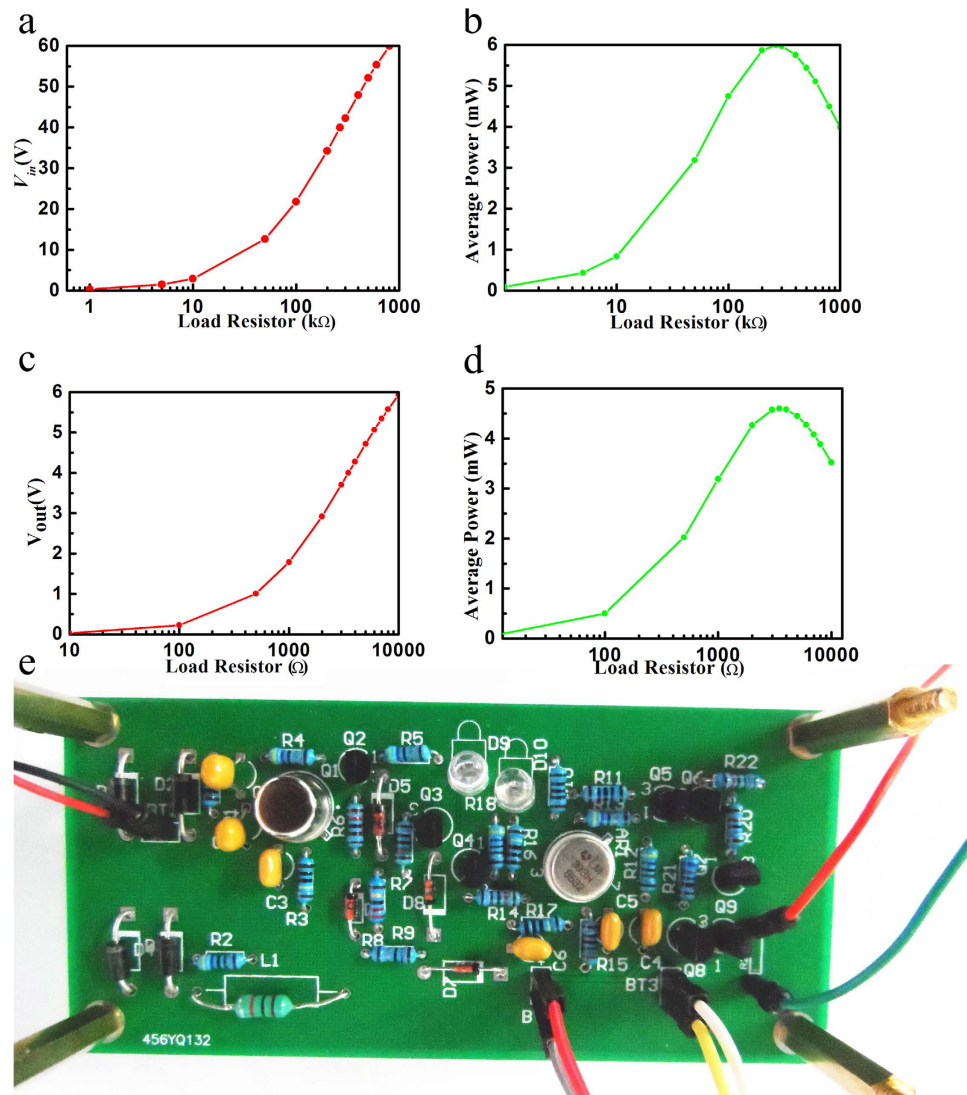 a
60
50
40
30
20
10
0
V_in(V)
1 10 100 1000
Load Resistor (kΩ)
b
6
5
4
3
2
1
0
Average Power (mW)
10 100 1000
Load Resistor (kΩ)
c
6
5
4
3
2
1
0
Vout(V)
10 100 1000 10000
Load Resistor (Ω)
d
5
4
3
2
1
0
Average Power (mW)
100 1000 10000
Load Resistor (Ω)
e
R4
Q2
R5
D9
D10
Q1
D5
Q3
R18
R11
Q5
Q6
R22
R6
Q4
R16
R20
C3
R3
R7
D8
R14
R12
R21
C5
Q9
R17
R8
R9
R2
L1
D7
C6
R15
C4
Q8
BT3
B
456YQ132